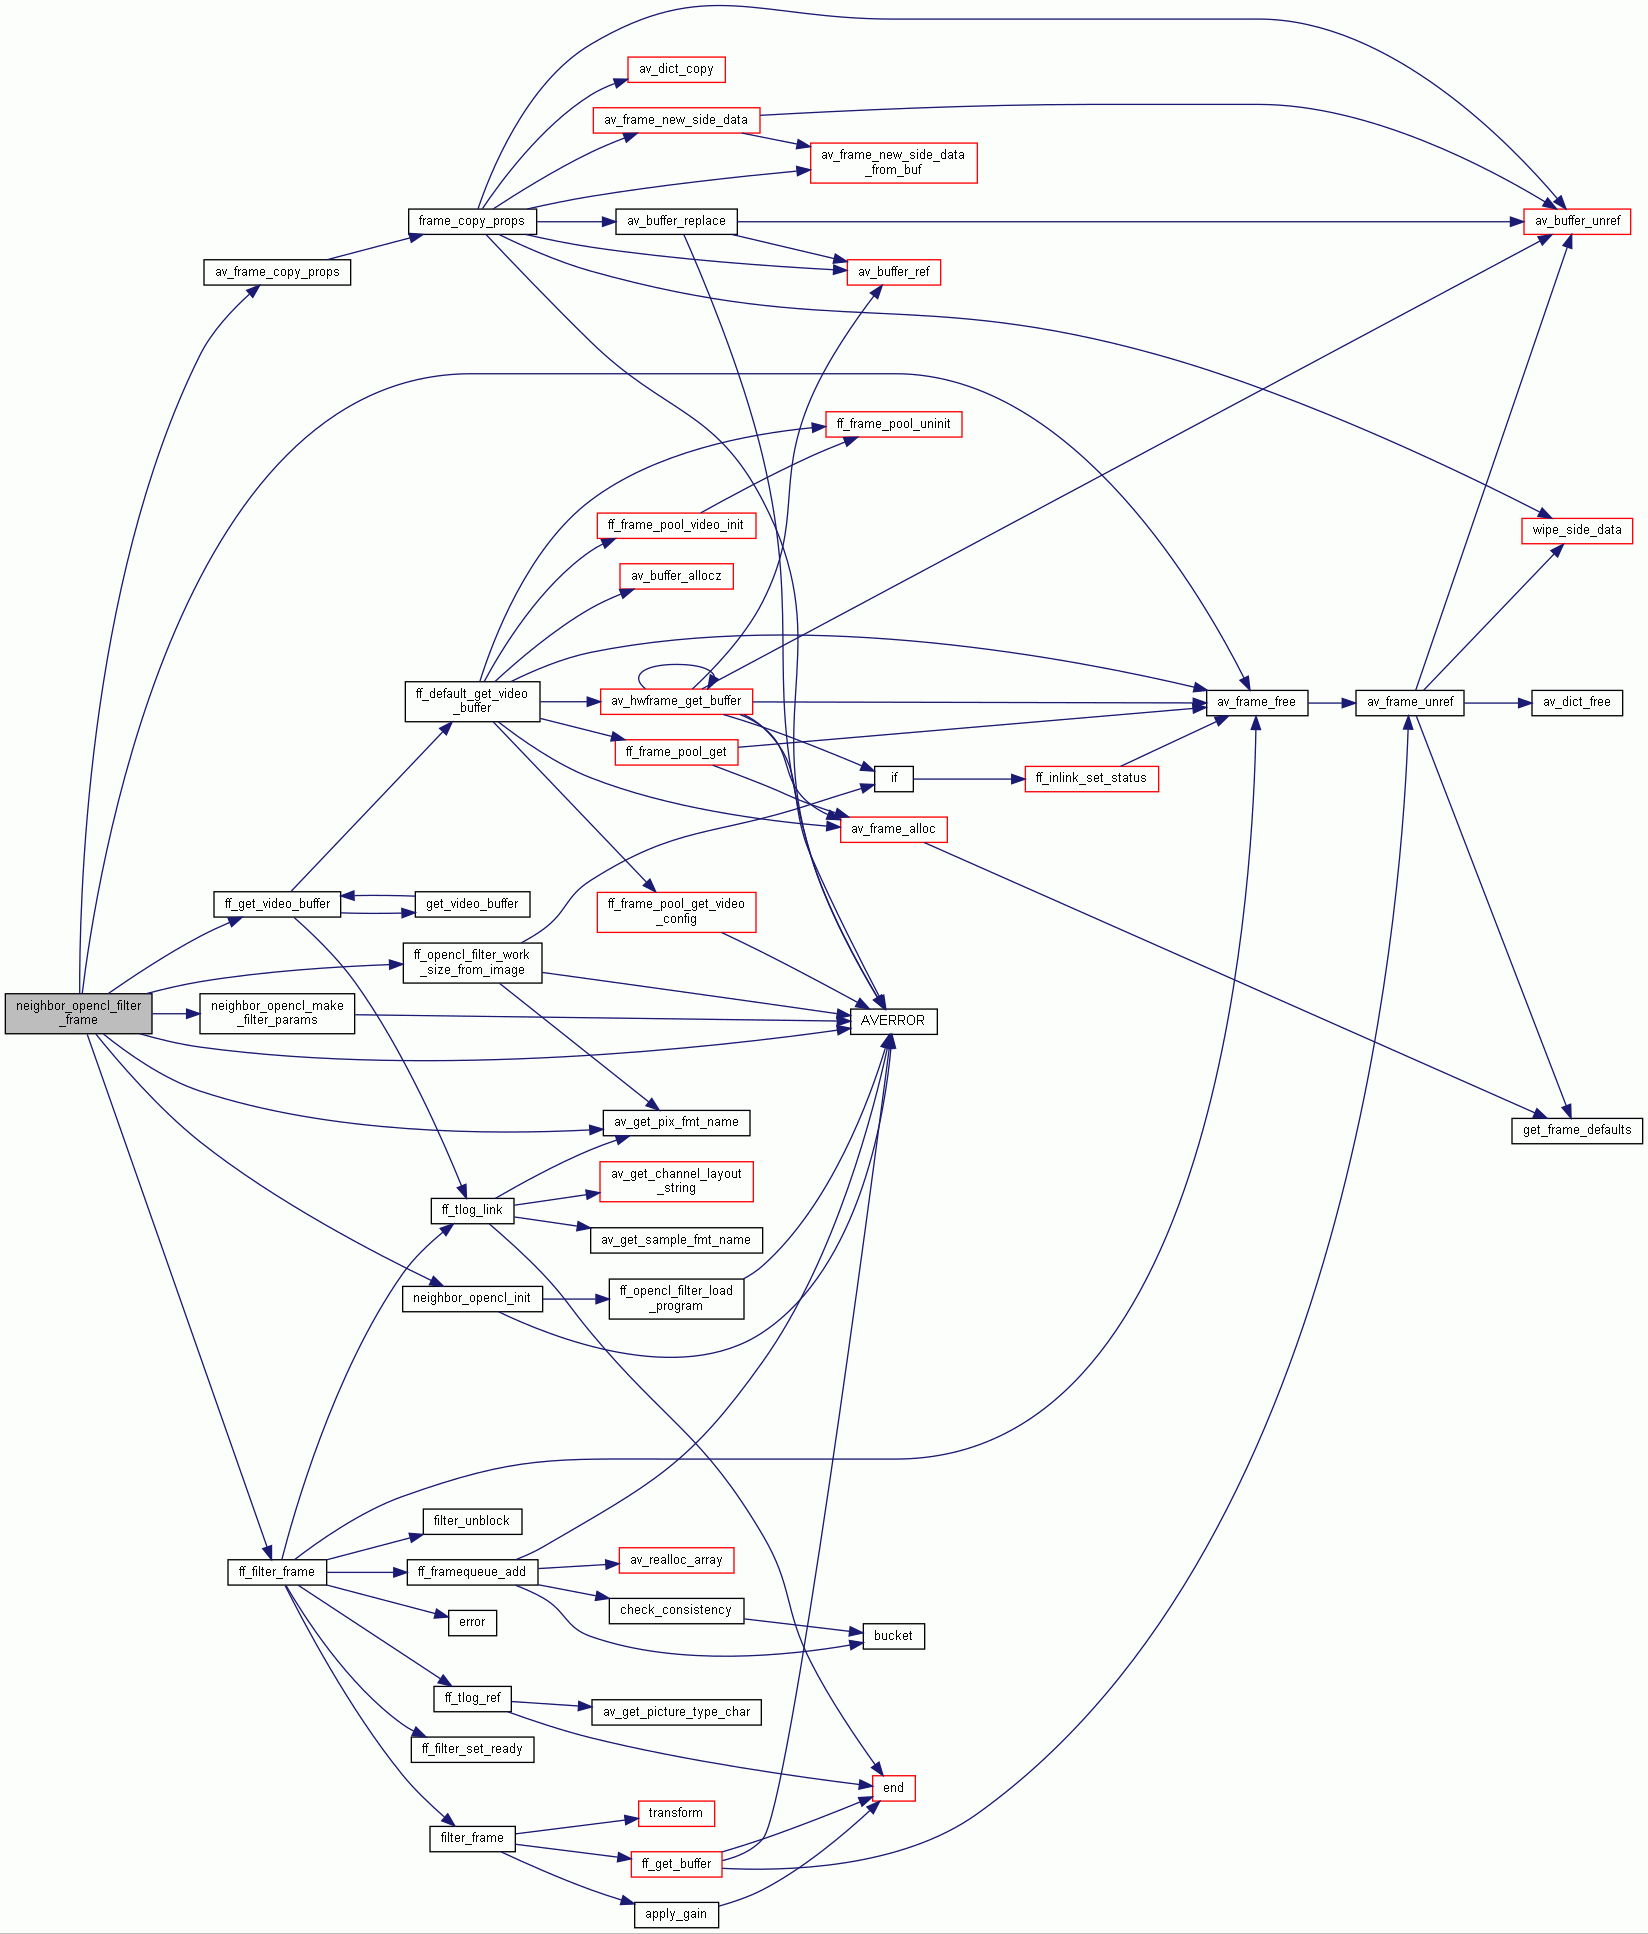 av_dict_copy
av_frame_new_side_data
av_frame_new_side_data
_from_buf
frame_copy_props
av_buffer_replace
av_buffer_unref
av_frame_copy_props
av_buffer_ref
ff_frame_pool_uninit
ff_frame_pool_video_init
wipe_side_data
av_buffer_allocz
ff_default_get_video
_buffer
av_hwframe_get_buffer
av_frame_free
av_frame_unref
av_dict_free
ff_frame_pool_get
if
ff_inlink_set_status
av_frame_alloc
ff_get_video_buffer
get_video_buffer
ff_frame_pool_get_video
_config
ff_opencl_filter_work
_size_from_image
neighbor_opencl_filter
_frame
neighbor_opencl_make
_filter_params
AVERROR
av_get_pix_fmt_name
get_frame_defaults
av_get_channel_layout
_string
ff_tlog_link
av_get_sample_fmt_name
neighbor_opencl_init
ff_opencl_filter_load
_program
filter_unblock
av_realloc_array
ff_filter_frame
ff_framequeue_add
check_consistency
error
bucket
ff_tlog_ref
av_get_picture_type_char
ff_filter_set_ready
end
transform
filter_frame
ff_get_buffer
apply_gain